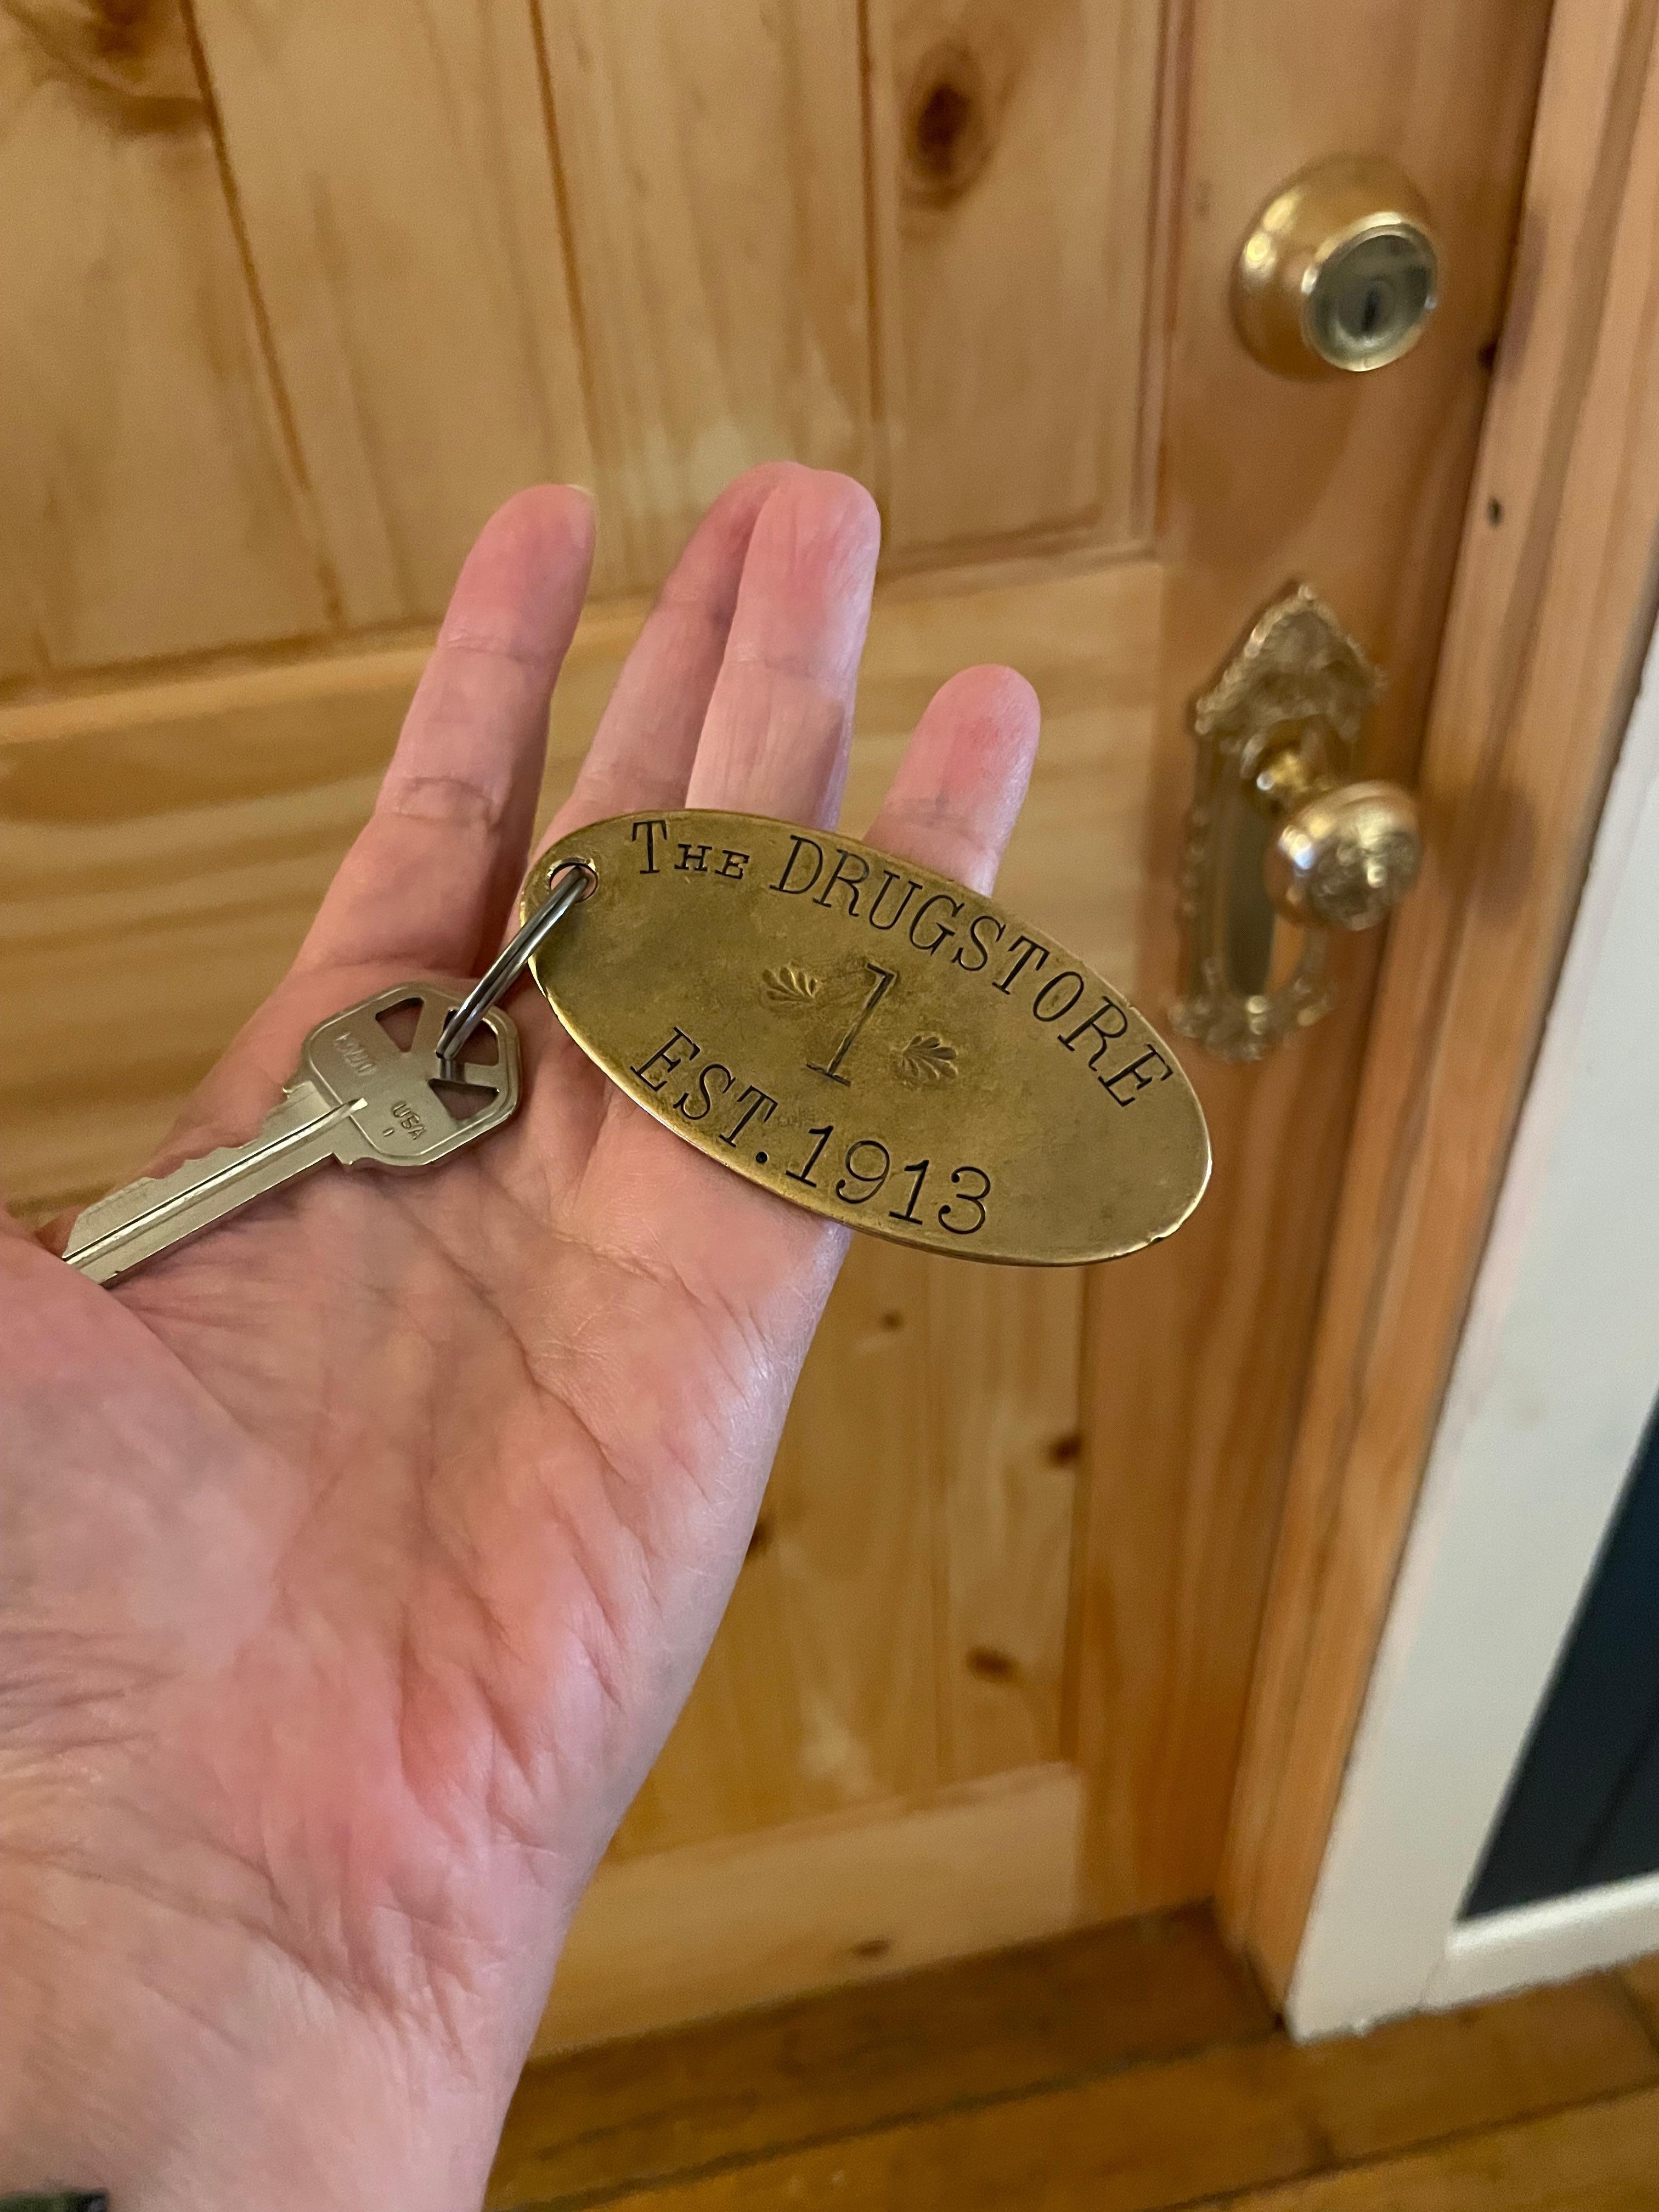 The DRUGSTORE
1
EST. 1913
USA